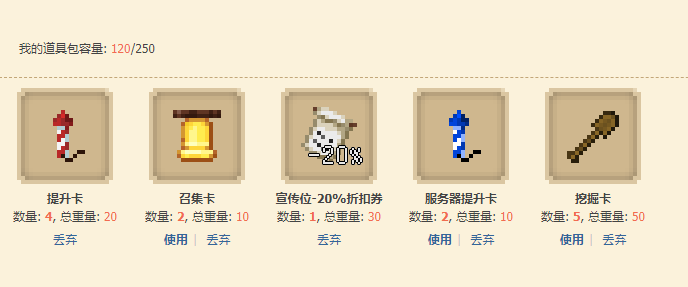 我的道具包容量: 120/250
-20%
提升卡 召集卡 宣传位-20%折扣券 服务器提升卡 挖掘卡
数量: 4, 总重量: 20 数量: 2, 总重量: 10 数量: 1, 总重量: 30 数量: 2, 总重量: 10 数量: 5, 总重量: 50
丢弃 使用 | 丢弃 丢弃 使用 | 丢弃 使用 | 丢弃